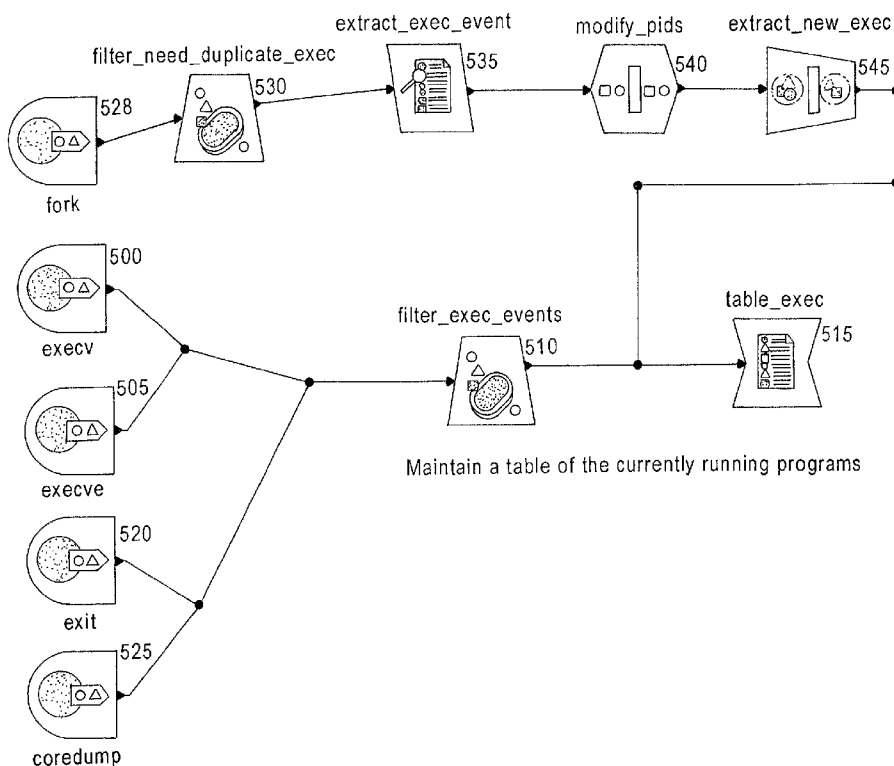 extract_exec_event
modify_pids
extract_new_exec
filter_need_duplicate_exec
535
540
545
530
528
fork
500
execv
filter_exec_events
510
table_exec
515
505
execve
Maintain a table of the currently running programs
520
exit
525
coredump